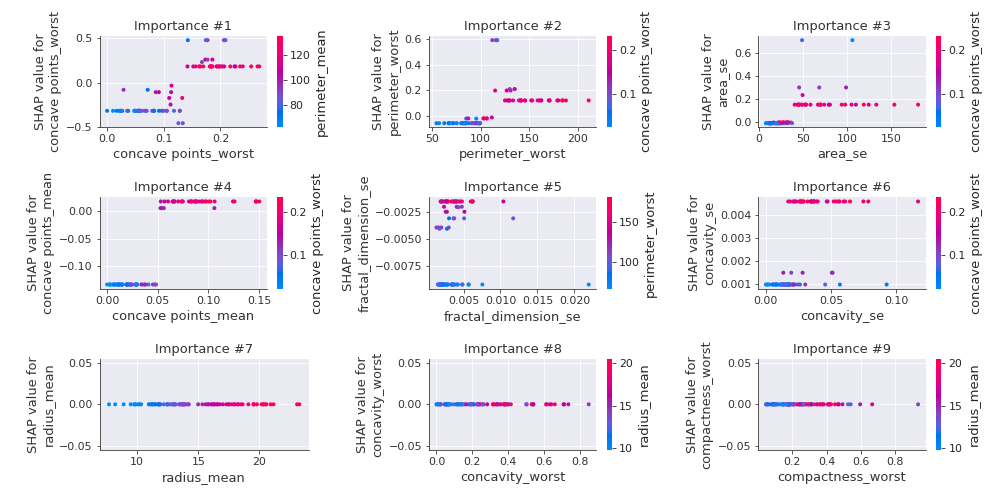 Importance #1
SHAP value for
concave points_worst
0.5
0.0
−0.5
0.0
0.1
0.2
concave points_worst
120
100
80
perimeter_mean
Importance #2
SHAP value for
perimeter_worst
0.6
0.4
0.2
0.0
50
100
150
200
perimeter_worst
0.2
0.1
concave points_worst
Importance #3
SHAP value for
area_se
0.6
0.4
0.2
0.0
0
50
100
150
area_se
0.2
0.1
concave points_worst
Importance #4
SHAP value for
concave points_mean
0.00
−0.05
−0.10
0.00
0.05
0.10
0.15
concave points_mean
0.2
0.1
concave points_worst
Importance #5
SHAP value for
fractal_dimension_se
−0.0025
−0.0050
−0.0075
0.005
0.010
0.015
0.020
fractal_dimension_se
150
100
perimeter_worst
Importance #6
SHAP value for
concavity_se
0.004
0.003
0.002
0.001
0.00
0.05
0.10
concavity_se
0.2
0.1
concave points_worst
Importance #7
SHAP value for
radius_mean
0.05
0.00
−0.05
10
15
20
radius_mean
Importance #8
SHAP value for
concavity_worst
0.05
0.00
−0.05
0.0
0.2
0.4
0.6
0.8
concavity_worst
20
15
10
radius_mean
Importance #9
SHAP value for
compactness_worst
0.05
0.00
−0.05
0.2
0.4
0.6
0.8
compactness_worst
20
15
10
radius_mean